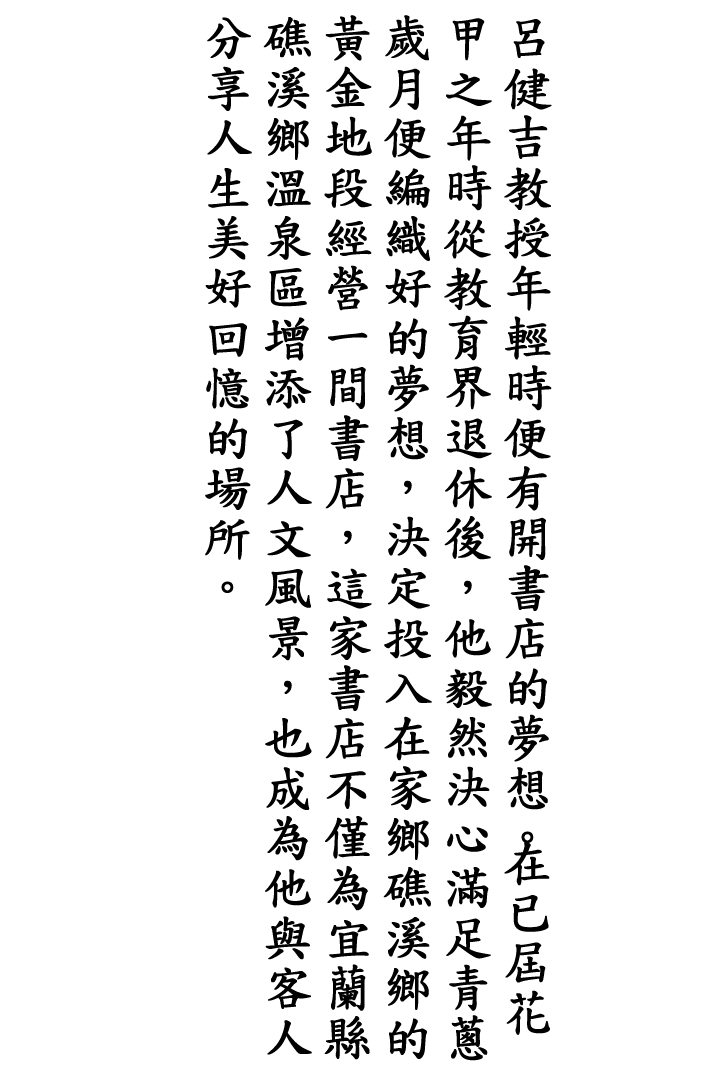 呂健吉教授年輕時便有開書店的夢想。在已屆花
甲之年時從教育界退休後，他毅然決心滿足青蔥
歲月便編織好的夢想，決定投入在家鄉礁溪鄉的
黃金地段經營一間書店，這家書店不僅為宜蘭縣
礁溪鄉溫泉區增添了人文風景，也成為他與客人
分享人生美好回憶的場所。